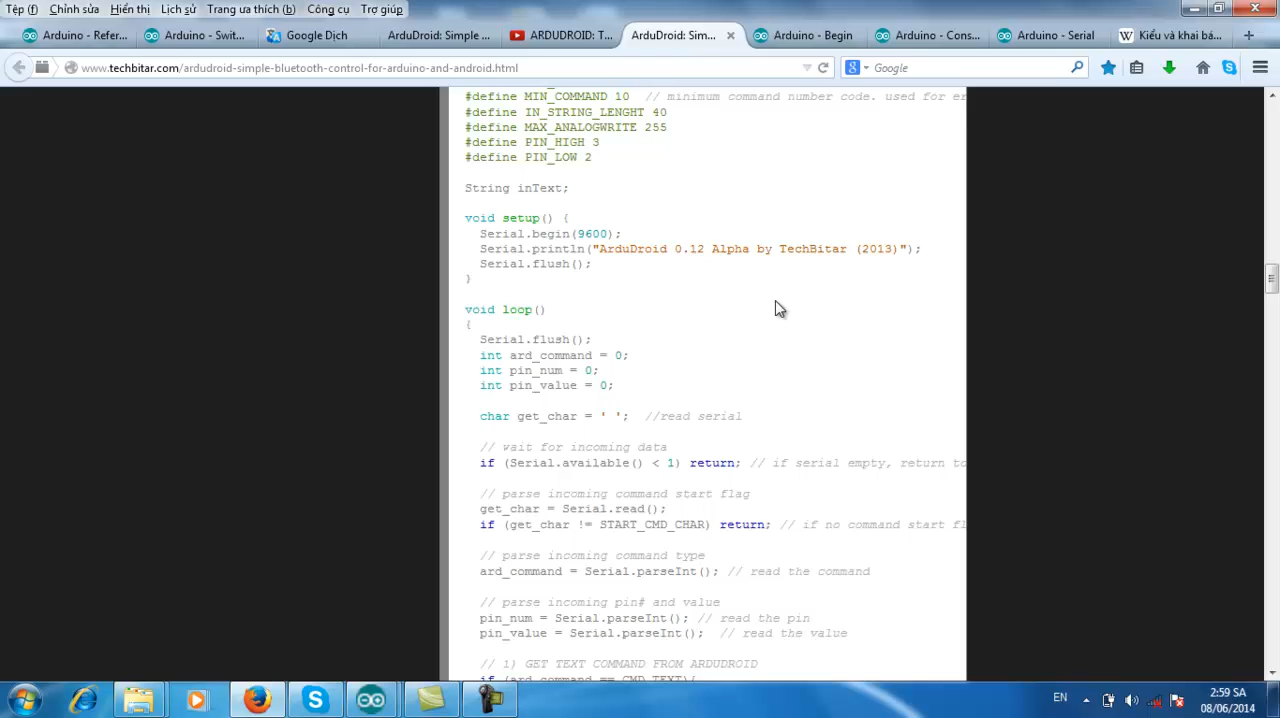 Tệp (f) Chỉnh sửa Hiển thị Lịch sử Trang ưa thích (b) Công cụ Trợ giúp
Arduino - Refer... Arduino - Swit... Google Dịch ArduDroid: Simple ... ARDUDROID: T... ArduDroid: Sim... Arduino - Begin Arduino - Cons... Arduino - Serial Kiểu và khai bá...
www.techbitar.com/ardudroid-simple-bluetooth-control-for-arduino-and-android.html Google
#define MIN_COMMAND 10 // minimum command number code. used for er
#define IN_STRING_LENGHT 40
#define MAX_ANALOGWRITE 255
#define PIN_HIGH 3
#define PIN_LOW 2
String inText;
void setup() {
Serial.begin(9600);
Serial.println("ArduDroid 0.12 Alpha by TechBitar (2013)");
Serial.flush();
}
void loop()
{
Serial.flush();
int ard_command = 0;
int pin_num = 0;
int pin_value = 0;
char get_char = ' '; //read serial
// wait for incoming data
if (Serial.available() < 1) return; // if serial empty, return to
// parse incoming command start flag
get_char = Serial.read();
if (get_char != START_CMD_CHAR) return; // if no command start fl
// parse incoming command type
ard_command = Serial.parseInt(); // read the command
// parse incoming pin# and value
pin_num = Serial.parseInt(); // read the pin
pin_value = Serial.parseInt(); // read the value
// 1) GET TEXT COMMAND FROM ARDUDROID
if (ard_command == CMD_TEXT){
EN 2:59 SA
08/06/2014